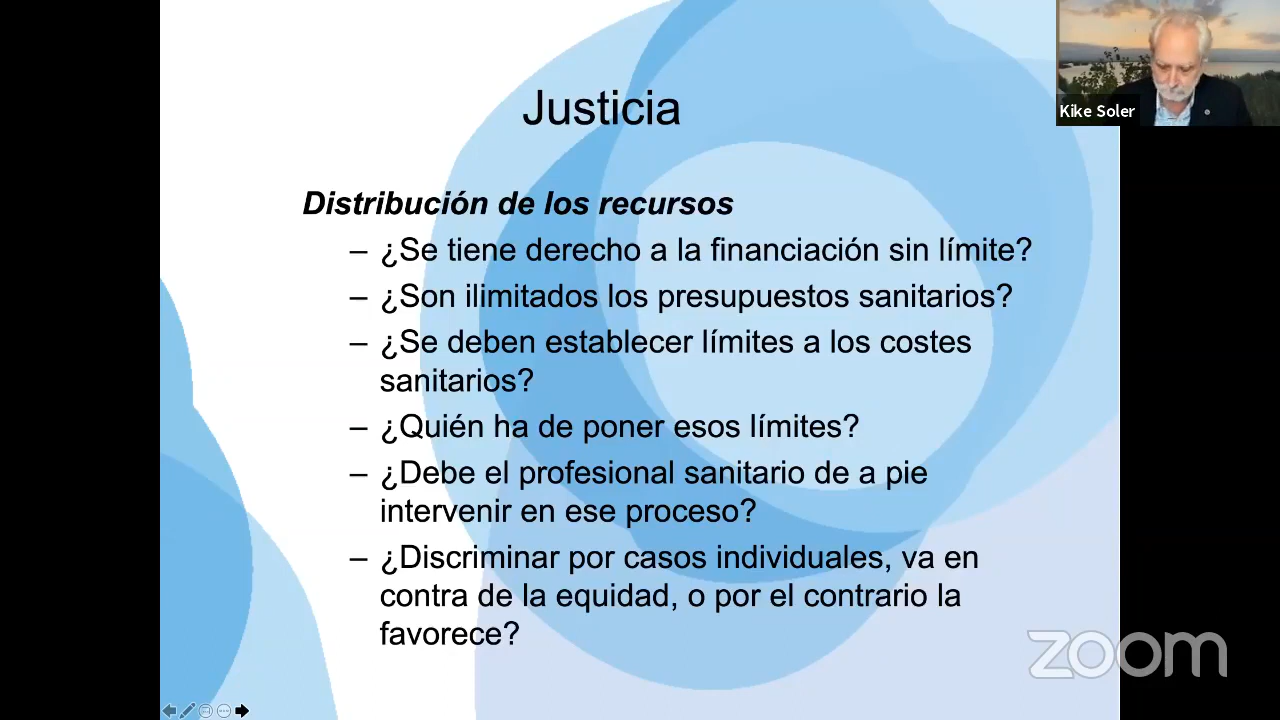 Justicia
Kike Soler
Distribución de los recursos
– ¿Se tiene derecho a la financiación sin límite?
– ¿Son ilimitados los presupuestos sanitarios?
– ¿Se deben establecer límites a los costes
sanitarios?
– ¿Quién ha de poner esos límites?
– ¿Debe el profesional sanitario de a pie
intervenir en ese proceso?
– ¿Discriminar por casos individuales, va en
contra de la equidad, o por el contrario la
favorece?
zoom